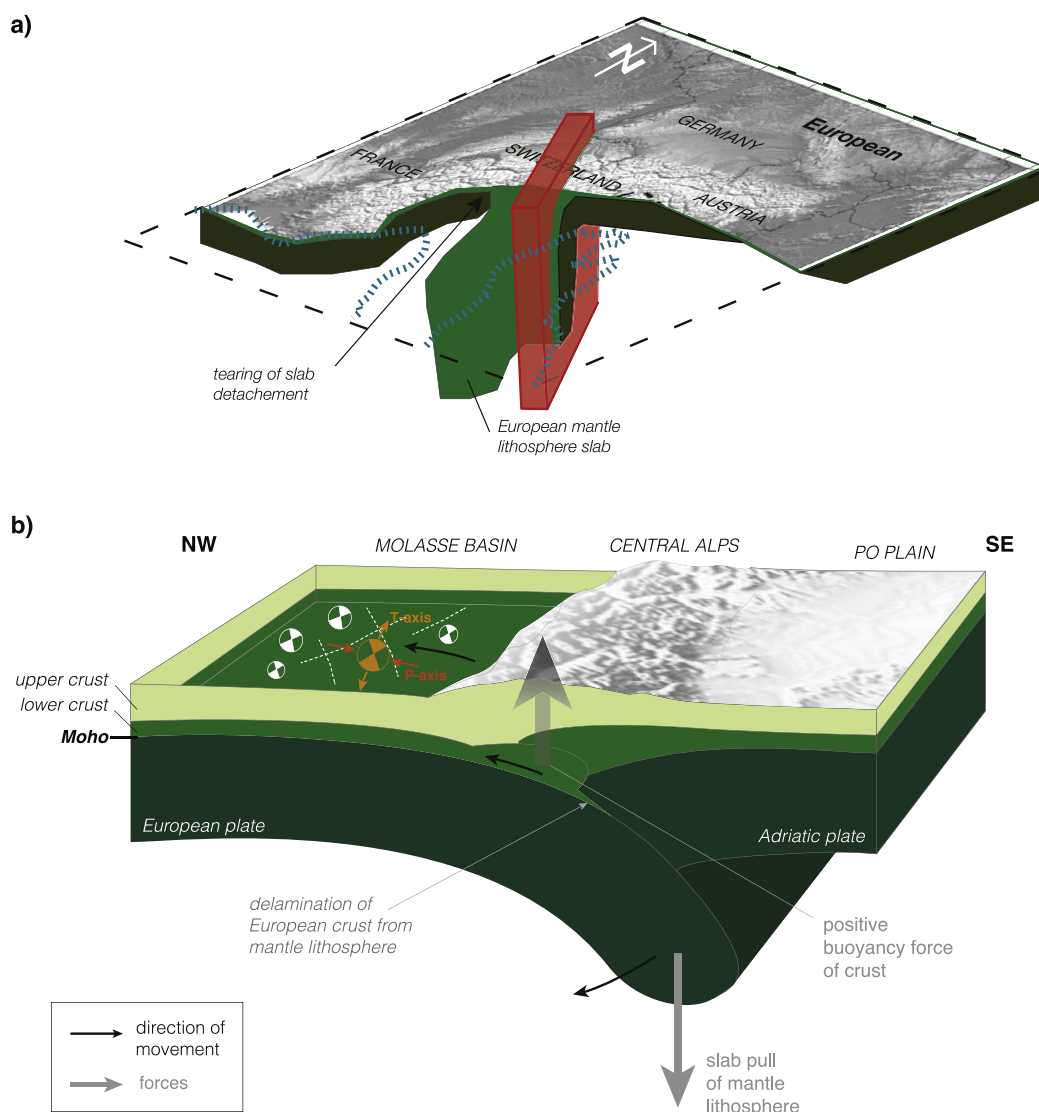 a)
N
European
GERMANY
FRANCE
SWITZERLAND
AUSTRIA
tearing of slab
detachement
European mantle
lithosphere slab
b)
NW
MOLASSE BASIN
CENTRAL ALPS
PO PLAIN
SE
T-axis
P-axis
upper crust
lower crust
Moho
European plate
Adriatic plate
delamination of
European crust from
mantle lithosphere
positive
buoyancy force
of crust
direction of
movement
forces
slab pull
of mantle
lithosphere